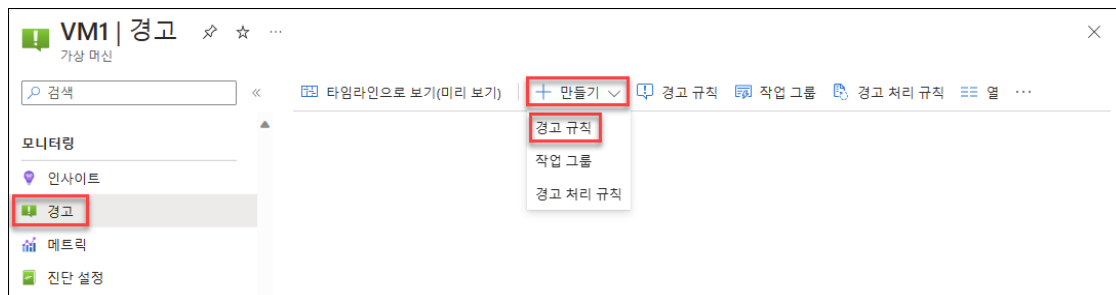 VM1 | 경고
가상 머신
검색
타임라인으로 보기(미리 보기)
만들기
경고 규칙
작업 그룹
경고 처리 규칙
열
모니터링
인사이트
경고
메트릭
진단 설정
경고 규칙
작업 그룹
경고 처리 규칙